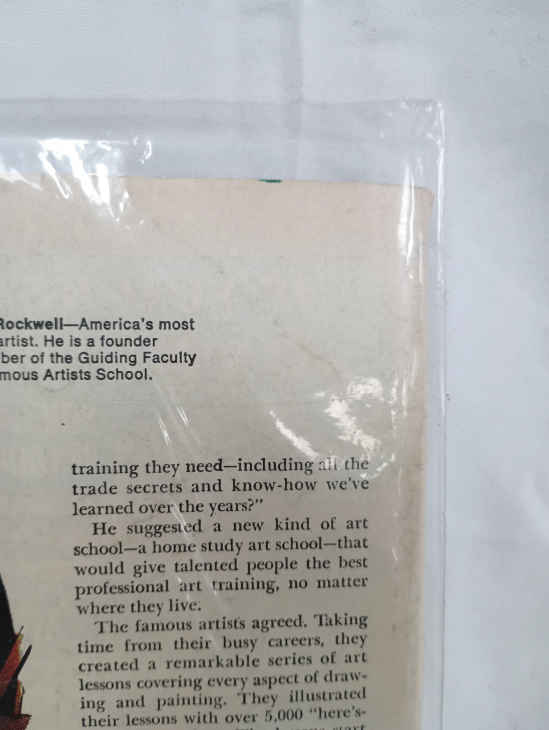 Rockwell—America's most
artist. He is a founder
ber of the Guiding Faculty
mous Artists School.
training they need—including all the
trade secrets and know-how we've
learned over the years?"
He suggested a new kind of art
school—a home study art school—that
would give talented people the best
professional art training, no matter
where they live.
The famous artists agreed. Taking
time from their busy careers, they
created a remarkable series of art
lessons covering every aspect of draw-
ing and painting. They illustrated
their lessons with over 5,000 "here's-